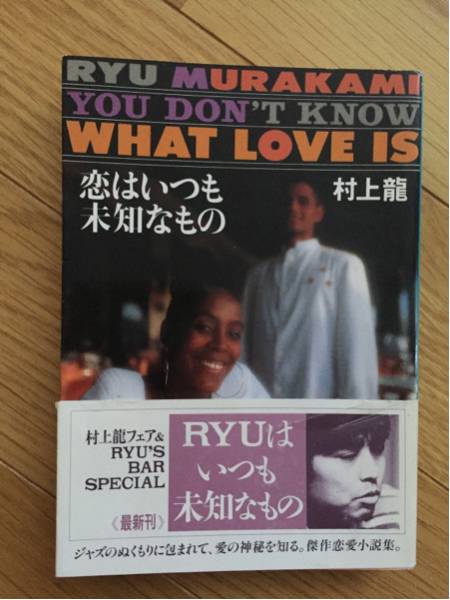 RYU MURAKAMI
YOU DON'T KNOW
WHAT LOVE IS
恋はいつも
未知なもの
村上龍
村上龍フェア&
RYU'S
BAR
SPECIAL
《最新刊》
RYUは
いつも
未知なもの
ジャズのぬくもりに包まれて、愛の神秘を知る。傑作恋愛小説集。